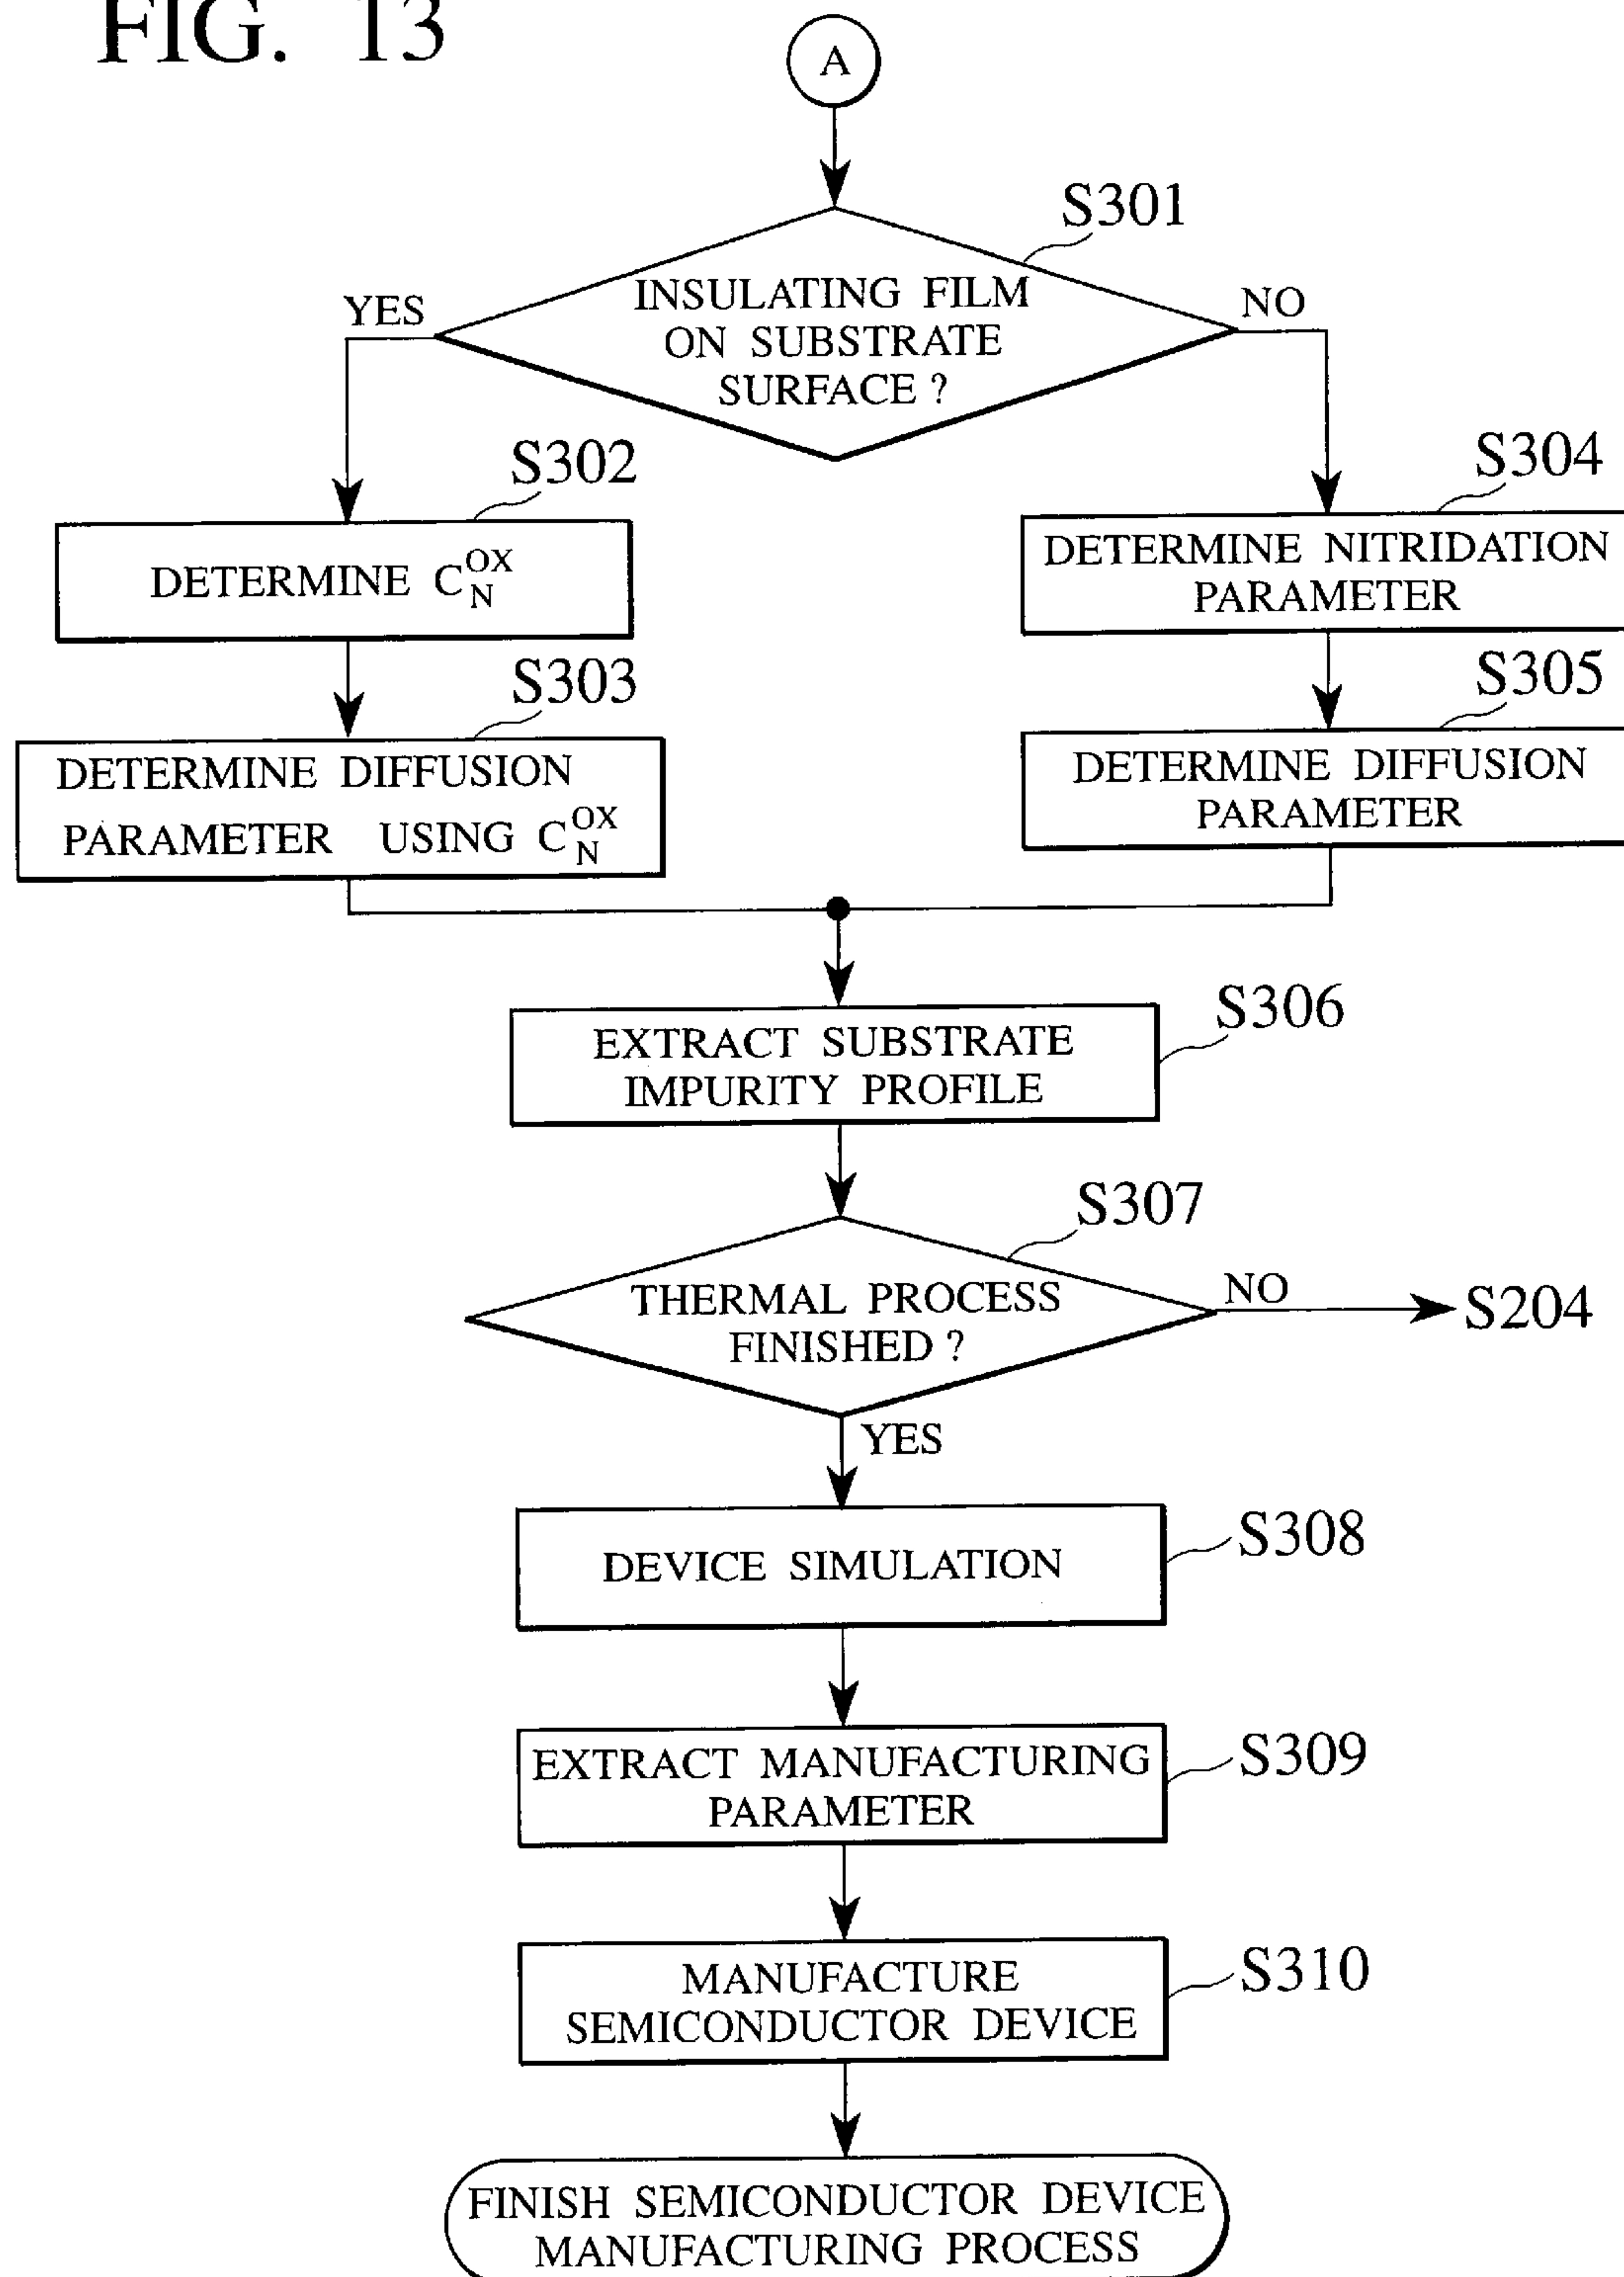 FIG. 13
A
S301
INSULATING FILM
ON SUBSTRATE
SURFACE ?
YES
NO
S302
DETERMINE C_N^OX
S304
DETERMINE NITRIDATION
PARAMETER
S303
DETERMINE DIFFUSION
PARAMETER USING C_N^OX
S305
DETERMINE DIFFUSION
PARAMETER
S306
EXTRACT SUBSTRATE
IMPURITY PROFILE
S307
THERMAL PROCESS
FINISHED ?
NO
S204
YES
S308
DEVICE SIMULATION
S309
EXTRACT MANUFACTURING
PARAMETER
S310
MANUFACTURE
SEMICONDUCTOR DEVICE
FINISH SEMICONDUCTOR DEVICE
MANUFACTURING PROCESS